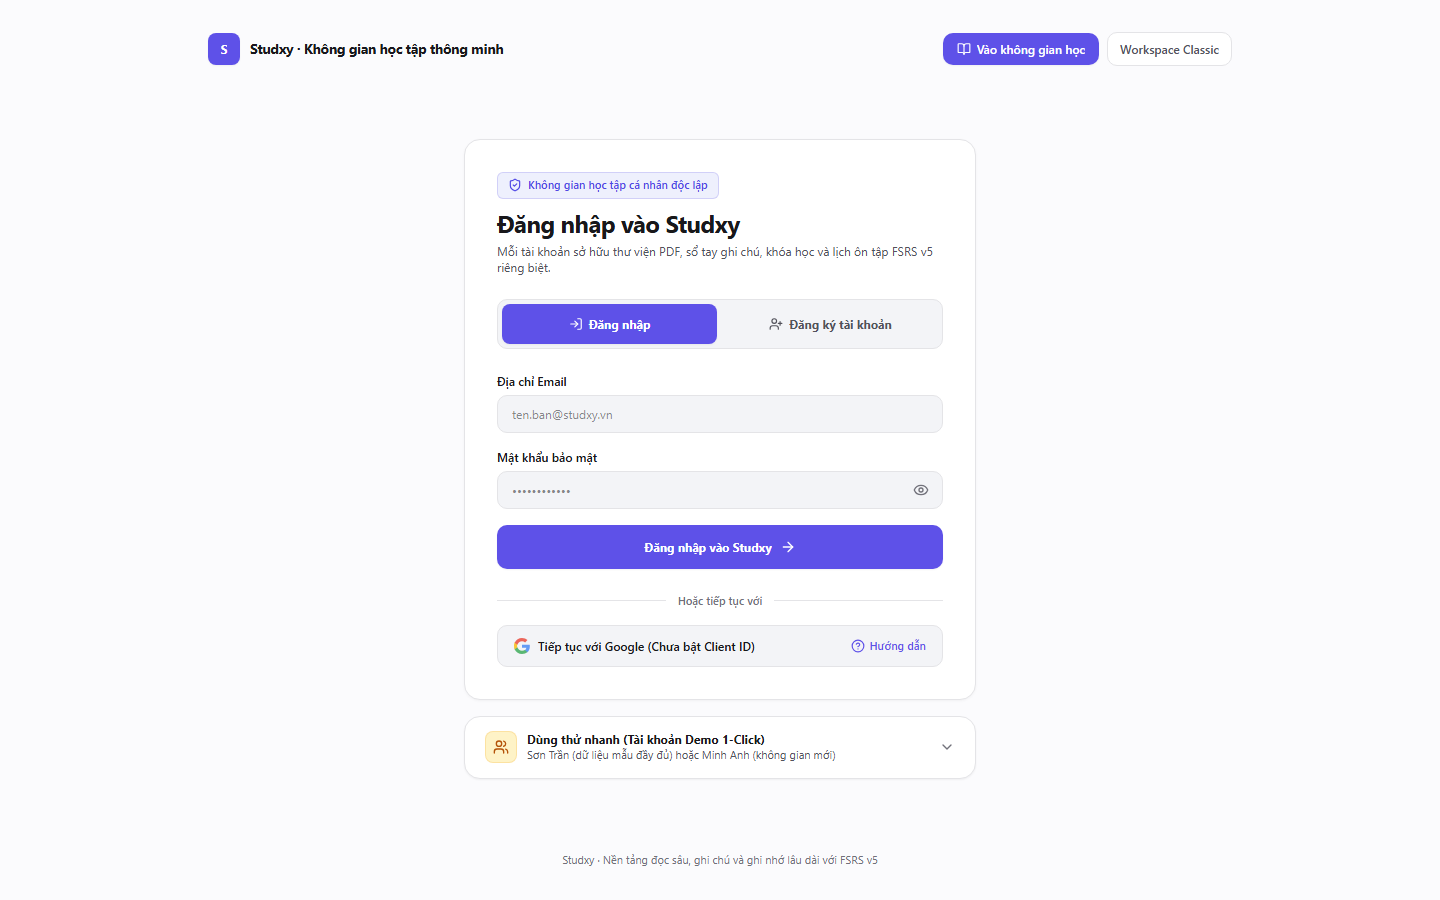 S
Studxy · Không gian học tập thông minh
Vào không gian học
Workspace Classic
Không gian học tập cá nhân độc lập
Đăng nhập vào Studxy
Mỗi tài khoản sở hữu thư viện PDF, sổ tay ghi chú, khóa học và lịch ôn tập FSRS v5
riêng biệt.
Đăng nhập
Đăng ký tài khoản
Địa chỉ Email
ten.ban@studxy.vn
Mật khẩu bảo mật
••••••••••••
Đăng nhập vào Studxy
Hoặc tiếp tục với
Tiếp tục với Google (Chưa bật Client ID)
Hướng dẫn
Dùng thử nhanh (Tài khoản Demo 1-Click)
Sơn Trần (dữ liệu mẫu đầy đủ) hoặc Minh Anh (không gian mới)
Studxy · Nền tảng đọc sâu, ghi chú và ghi nhớ lâu dài với FSRS v5